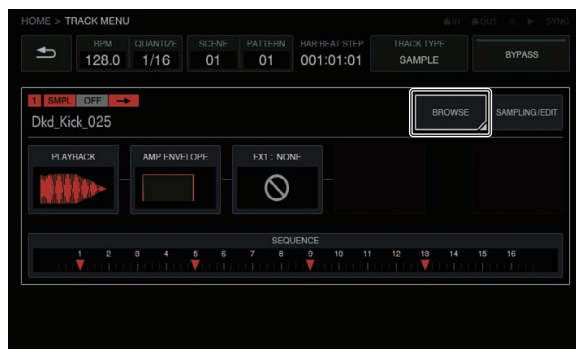 HOME > TRACK MENU IN OUT SYNC
BPM QUANTIZE SCENE PATTERN BAR:BEAT:STEP TRACK TYPE
128.0 1/16 01 01 001:01:01 SAMPLE BYPASS
1 SMPL OFF
Dkd_Kick_025 BROWSE SAMPLING/EDIT
PLAYBACK AMP ENVELOPE FX1 : NONE
SEQUENCE
1 2 3 4 5 6 7 8 9 10 11 12 13 14 15 16